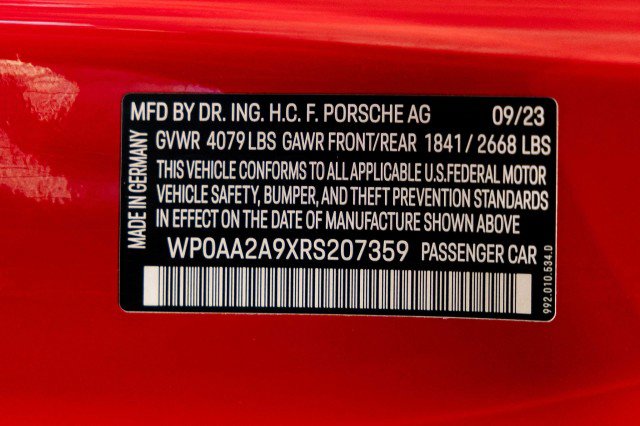 MFD BY DR. ING. H.C. F. PORSCHE AG 09/23
GVWR 4079 LBS GAWR FRONT/REAR 1841 / 2668 LBS
THIS VEHICLE CONFORMS TO ALL APPLICABLE U.S.FEDERAL MOTOR
VEHICLE SAFETY, BUMPER, AND THEFT PREVENTION STANDARDS
IN EFFECT ON THE DATE OF MANUFACTURE SHOWN ABOVE
WP0AA2A9XRS207359 PASSENGER CAR
MADE IN GERMANY
992.010.534.D